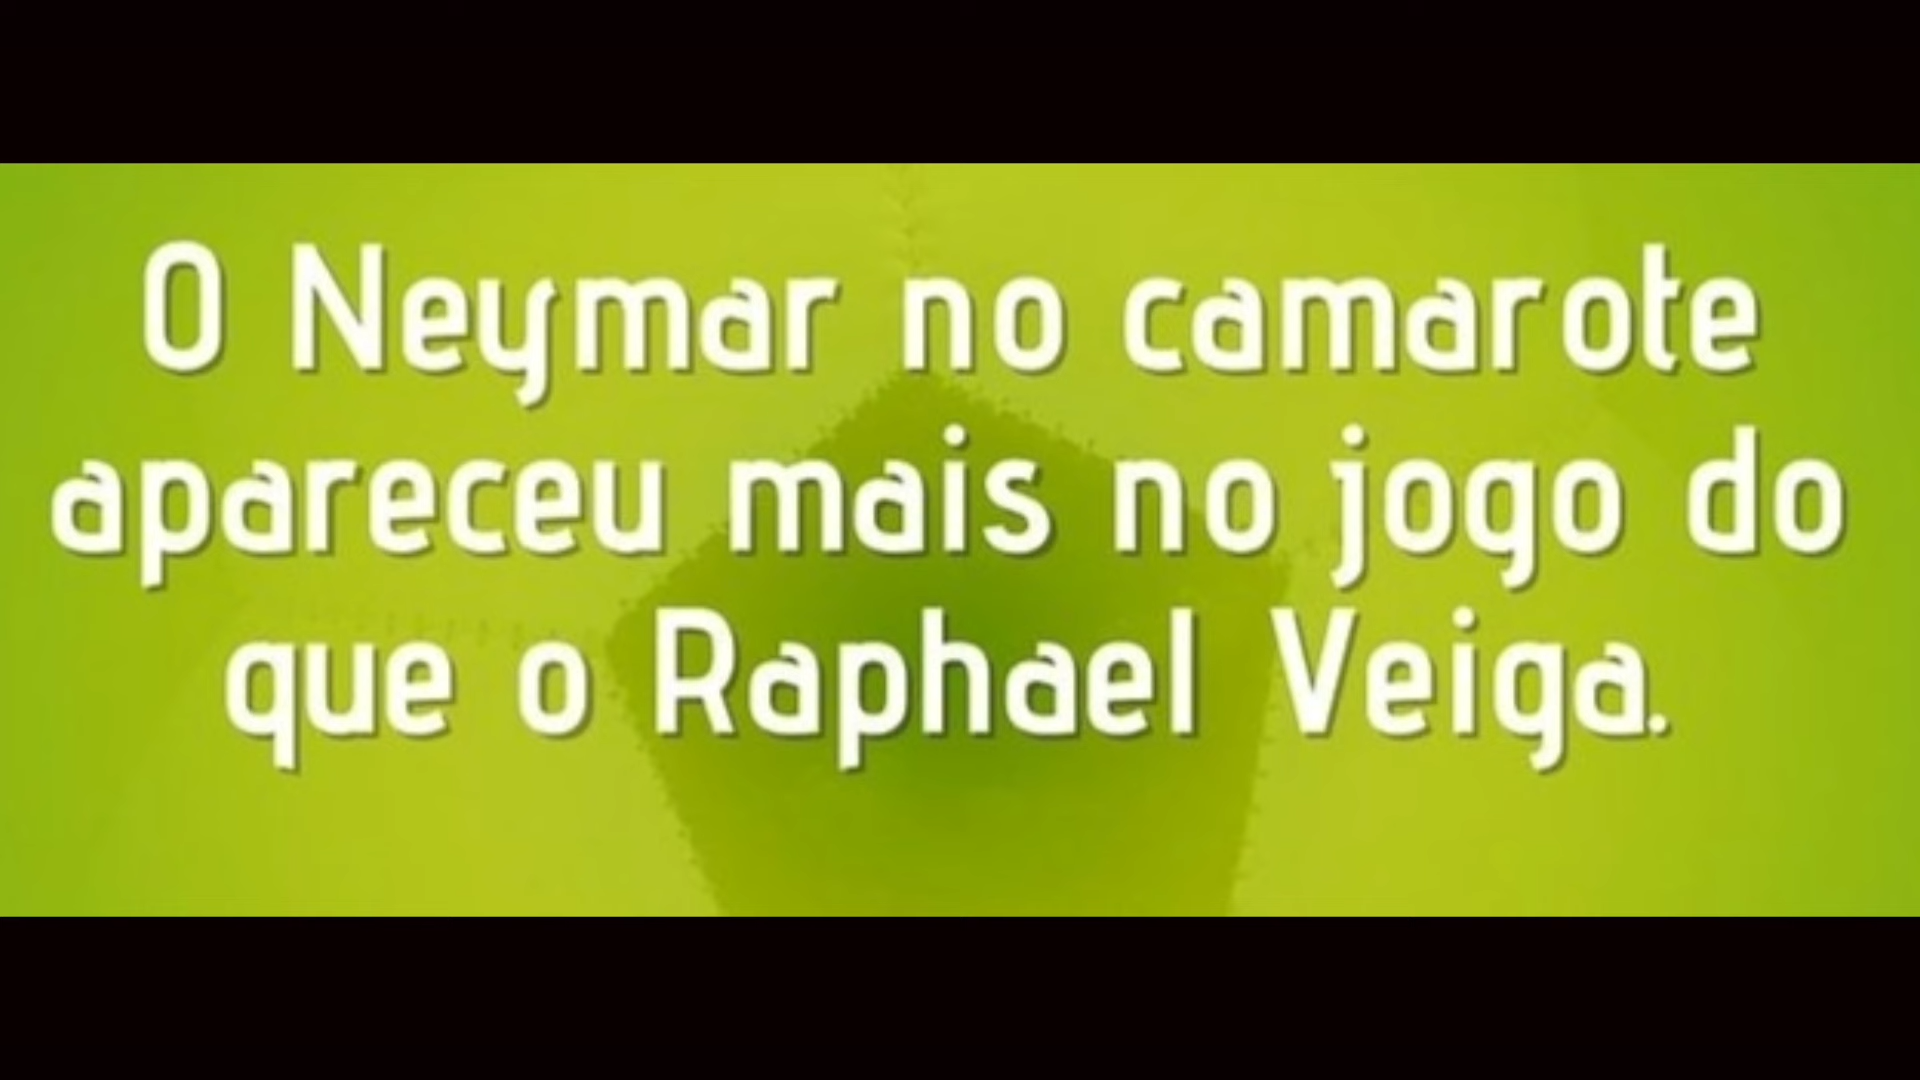 O Neymar no camarote
apareceu mais no jogo do
que o Raphael Veiga.